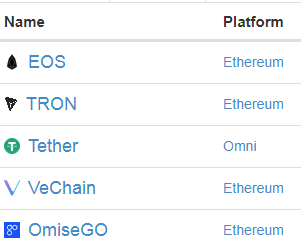 Name Platform
EOS Ethereum
TRON Ethereum
Tether Omni
VeChain Ethereum
OmiseGO Ethereum